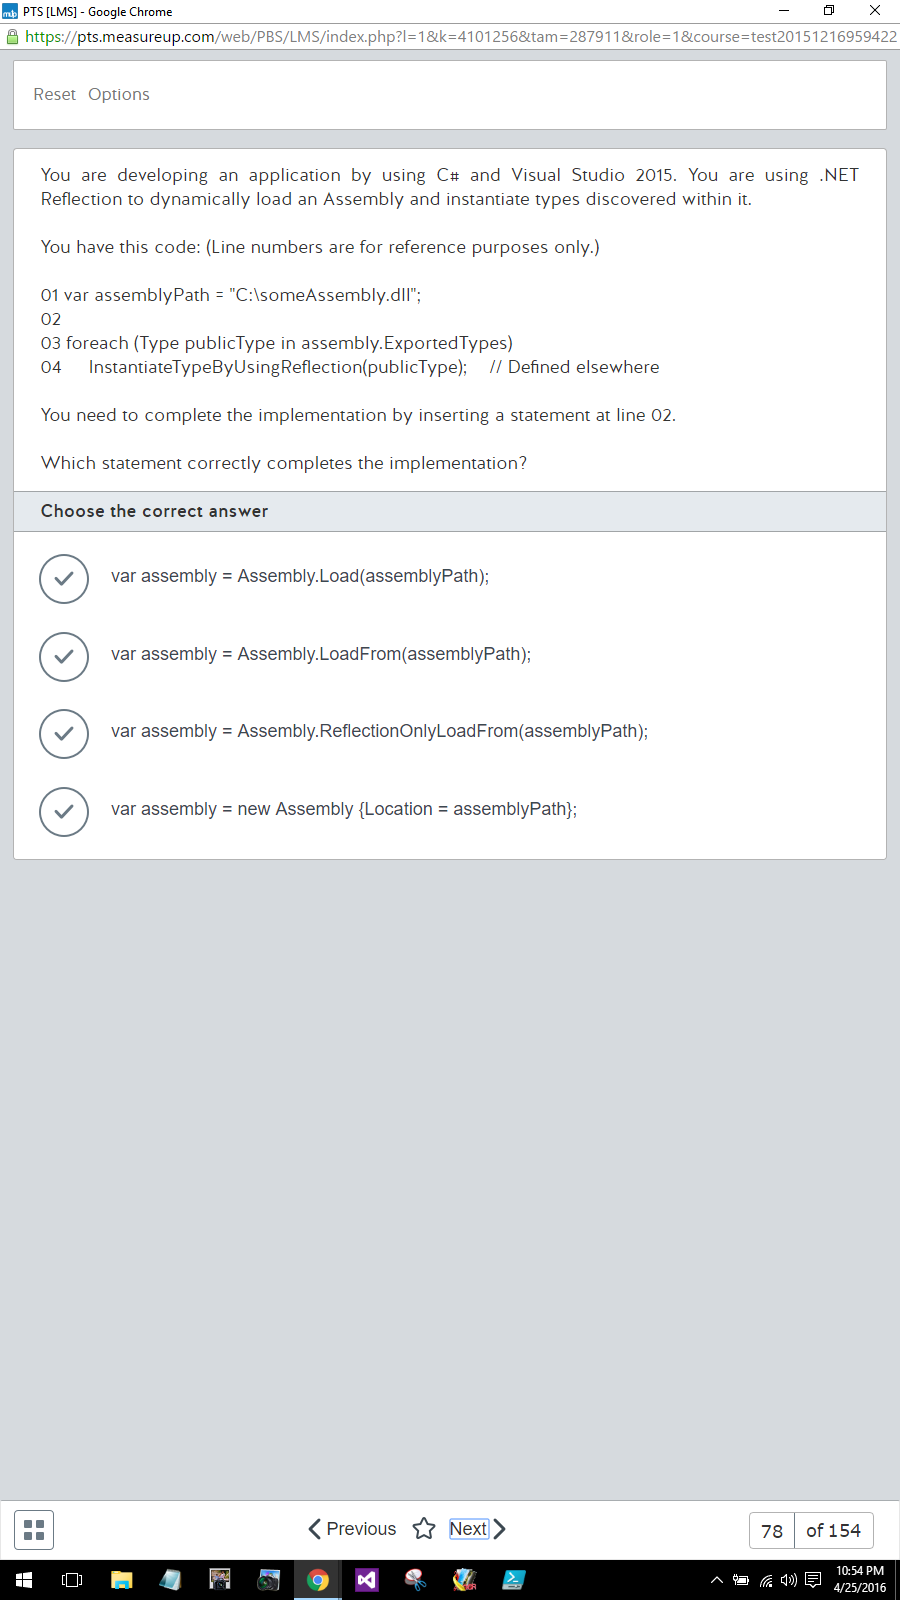 PTS [LMS] - Google Chrome
https://pts.measureup.com/web/PBS/LMS/index.php?l=1&k=4101256&tam=287911&role=1&course=test20151216959422
Reset Options
You are developing an application by using C# and Visual Studio 2015. You are using .NET
Reflection to dynamically load an Assembly and instantiate types discovered within it.
You have this code: (Line numbers are for reference purposes only.)
01 var assemblyPath = "C:\someAssembly.dll";
02
03 foreach (Type publicType in assembly.ExportedTypes)
04 InstantiateTypeByUsingReflection(publicType); // Defined elsewhere
You need to complete the implementation by inserting a statement at line 02.
Which statement correctly completes the implementation?
Choose the correct answer
var assembly = Assembly.Load(assemblyPath);
var assembly = Assembly.LoadFrom(assemblyPath);
var assembly = Assembly.ReflectionOnlyLoadFrom(assemblyPath);
var assembly = new Assembly {Location = assemblyPath};
Previous Next 78 of 154
10:54 PM
4/25/2016